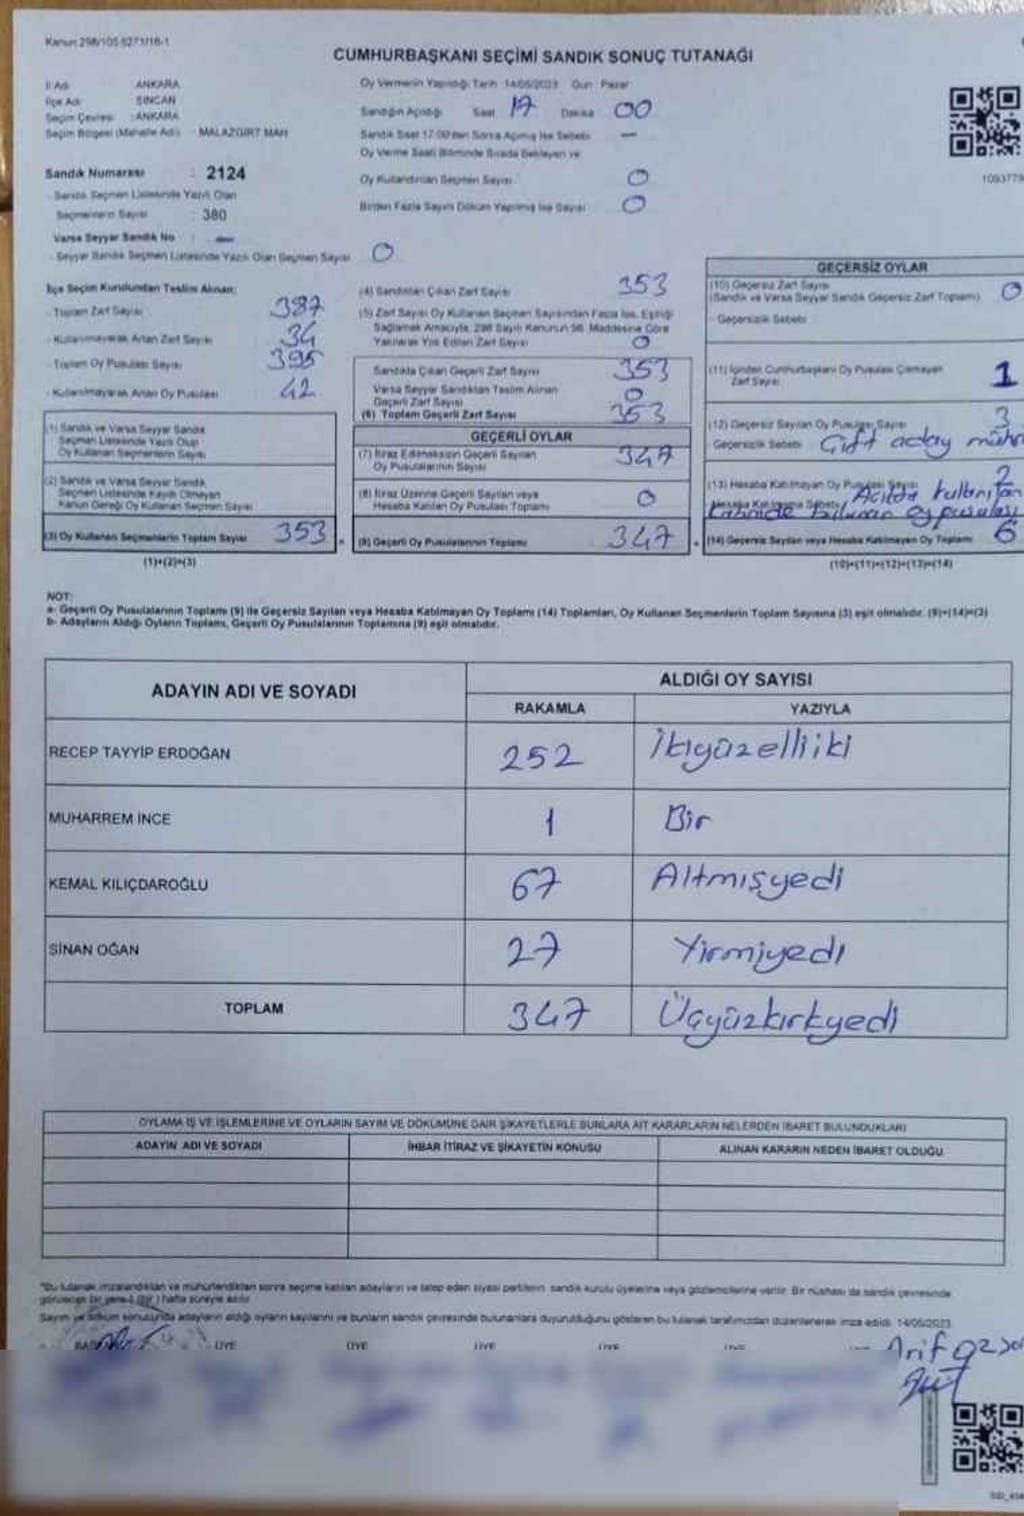 Kanun 298/105 6271/16-1
CUMHURBAŞKANI SEÇİMİ SANDIK SONUÇ TUTANAĞI
İl Adı : ANKARA
İlçe Adı : SİNCAN
Seçim Çevresi : ANKARA
Seçim Bölgesi (Mahalle Adı) : MALAZGİRT MAH
Sandık Numarası : 2124
Sandık Seçmen Listesinde Yazılı Olan
Seçmenlerin Sayısı : 380
Varsa Seyyar Sandık No : -
Seyyar Sandık Seçmen Listesinde Yazılı Olan Seçmen Sayısı 0
Oy Vermenin Yapıldığı Tarih 14/05/2023 Gün : Pazar
Sandığın Açıldığı Saat 17 Dakika 00
Sandık Saat 17.00'den Sonra Açılmış İse Sebebi -
Oy Verme Saati Bitiminde Sırada Bekleyen ve
Oy Kullandırılan Seçmen Sayısı 0
Birden Fazla Sayım Döküm Yapılmış İse Sayısı 0
İlçe Seçim Kurulundan Teslim Alınan:
- Toplam Zarf Sayısı 387
- Kullanılmayarak Artan Zarf Sayısı 34
- Toplam Oy Pusulası Sayısı 395
- Kullanılmayarak Artan Oy Pusulası 42
(1) Sandık ve Varsa Seyyar Sandık
Seçmen Listesinde Yazılı Olup
Oy Kullanan Seçmenlerin Sayısı
(2) Sandık ve Varsa Seyyar Sandık
Seçmen Listesinde Kayıtlı Olmayan
Kanun Gereği Oy Kullanan Seçmen Sayısı
(3) Oy Kullanan Seçmenlerin Toplam Sayısı 353
(1)+(2)=(3)
(4) Sandıktan Çıkan Zarf Sayısı 353
(5) Zarf Sayısı Oy Kullanan Seçmen Sayısından Fazla İse, Eşitliği
Sağlamak Amacıyla, 298 Sayılı Kanunun 98. Maddesine Göre
Yakılarak Yok Edilen Zarf Sayısı 0
Sandıkta Çıkan Geçerli Zarf Sayısı 353
Varsa Seyyar Sandıktan Teslim Alınan
Geçerli Zarf Sayısı 0
(6) Toplam Geçerli Zarf Sayısı 353
GEÇERLİ OYLAR
(7) İtiraz Edilmeksizin Geçerli Sayılan
Oy Pusulalarının Sayısı 347
(8) İtiraz Üzerine Geçerli Sayılan veya
Hesaba Katılan Oy Pusulası Toplamı 0
(9) Geçerli Oy Pusulalarının Toplamı 347
GEÇERSİZ OYLAR
(10) Geçersiz Zarf Sayısı
(Sandık ve Varsa Seyyar Sandık Geçersiz Zarf Toplamı) 0
Geçersizlik Sebebi
(11) İçinden Cumhurbaşkanı Oy Pusulası Çıkmayan
Zarf Sayısı 1
(12) Geçersiz Sayılan Oy Pusulası Sayısı 3
Geçersizlik Sebebi Çift aday mühr
(13) Hesaba Katılmayan Oy Pusulası Sayısı 2
Hesaba Katılmama Sebebi
oy pusulası
(14) Geçersiz Sayılan veya Hesaba Katılmayan Oy Toplamı 6
(10)+(11)+(12)+(13)=(14)
NOT:
a- Geçerli Oy Pusulalarının Toplamı (9) ile Geçersiz Sayılan veya Hesaba Katılmayan Oy Toplamı (14) Toplamları, Oy Kullanan Seçmenlerin Toplam Sayısına (3) eşit olmalıdır. (9)+(14)=(3)
b- Adayların Aldığı Oyların Toplamı, Geçerli Oy Pusulalarının Toplamına (9) eşit olmalıdır.
ADAYIN ADI VE SOYADI
ALDIĞI OY SAYISI
RAKAMLA YAZIYLA
RECEP TAYYİP ERDOĞAN 252 İkiyüzelliiki
MUHARREM İNCE 1 Bir
KEMAL KILIÇDAROĞLU 67 Altmışyedi
SİNAN OĞAN 27 Yirmiyedi
TOPLAM 347 Üçyüzkırkyedi
OYLAMA İŞ VE İŞLEMLERİNE VE OYLARIN SAYIM VE DÖKÜMÜNE DAİR ŞİKAYETLERLE BUNLARA AİT KARARLARIN NELERDEN İBARET BULUNDUKLARI
ADAYIN ADI VE SOYADI İHBAR İTİRAZ VE ŞİKAYETİN KONUSU ALINAN KARARIN NEDEN İBARET OLDUĞU
*Bu tutanak imzalandıktan ve mühürlendikten sonra seçime katılan adayların ve talep eden siyasi partilerin sandık kurulu üyelerine veya gözlemcilerine verilir. Bir nüshası da sandık çevresinde
görülecek bir yere 1 (bir) hafta süreyle asılır.
Sayım ve döküm sonucunda adayların aldığı oyların sayılarını ve bunların sandık çevresinde bulunanlara duyurulduğunu gösteren bu tutanak tarafımızdan düzenlenerek imza edildi. 14/05/2023
ÜYE ÜYE ÜYE ÜYE ÜYE
Arif